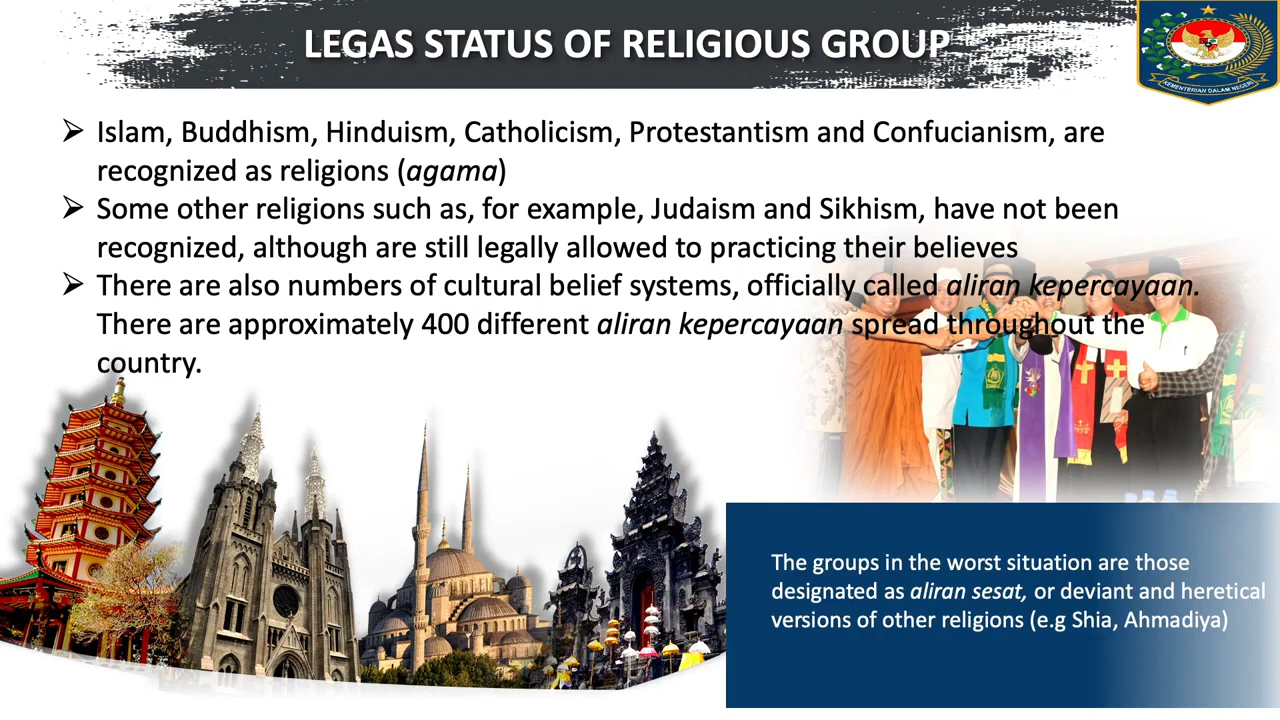 LEGAS STATUS OF RELIGIOUS GROUP
KEMENTERIAN DALAM NEGERI
➢ Islam, Buddhism, Hinduism, Catholicism, Protestantism and Confucianism, are
recognized as religions (agama)
➢ Some other religions such as, for example, Judaism and Sikhism, have not been
recognized, although are still legally allowed to practicing their believes
➢ There are also numbers of cultural belief systems, officially called aliran kepercayaan.
There are approximately 400 different aliran kepercayaan spread throughout the
country.
The groups in the worst situation are those
designated as aliran sesat, or deviant and heretical
versions of other religions (e.g Shia, Ahmadiya)